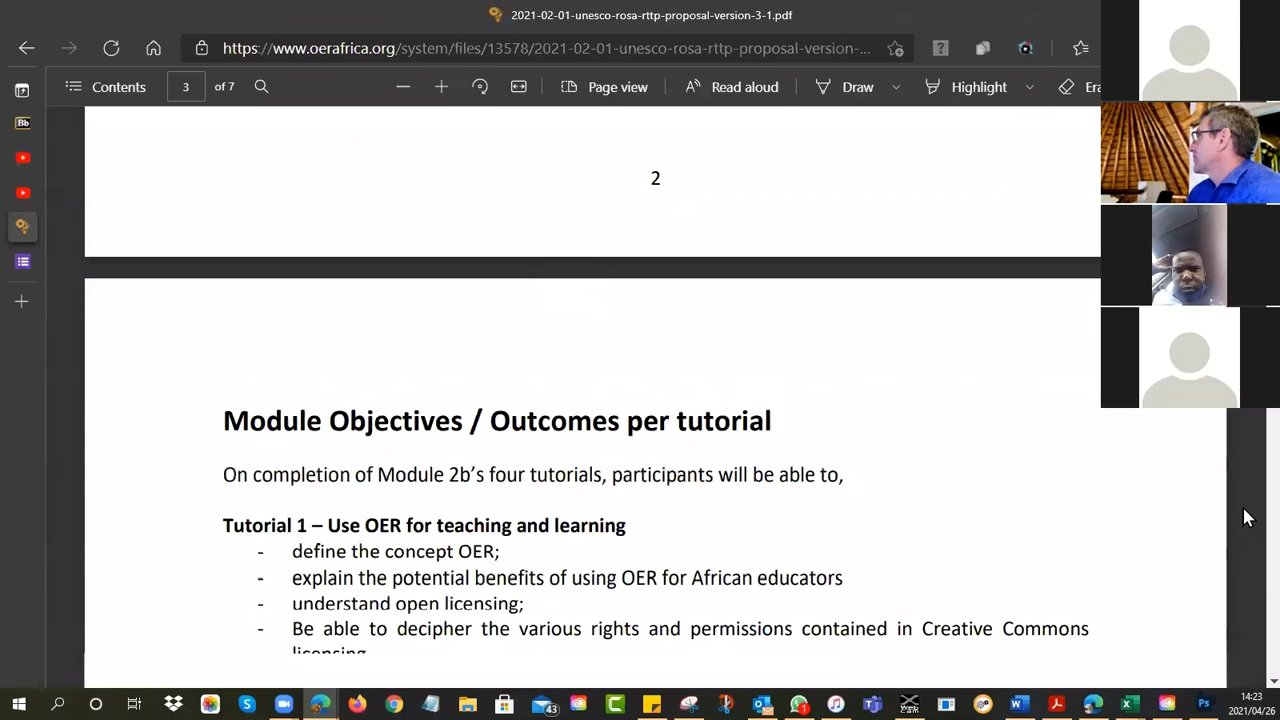 2021-02-01-unesco-rosa-rttp-proposal-version-3-1.pdf
https://www.oerafrica.org/system/files/13578/2021-02-01-unesco-rosa-rttp-proposal-version-...
Contents 3 of 7 Page view Read aloud Draw Highlight Era
Bb
2
Module Objectives / Outcomes per tutorial
On completion of Module 2b's four tutorials, participants will be able to,
Tutorial 1 – Use OER for teaching and learning
- define the concept OER;
- explain the potential benefits of using OER for African educators
- understand open licensing;
- Be able to decipher the various rights and permissions contained in Creative Commons
licensing
43 1
14:23
2021/04/26